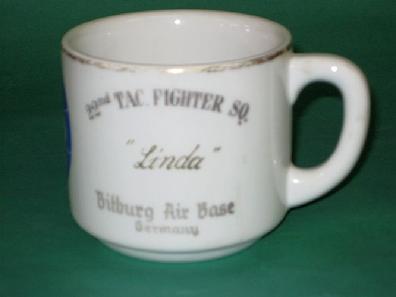 22nd TAC. FIGHTER SQ.
"Linda"
Bitburg Air Base
Germany